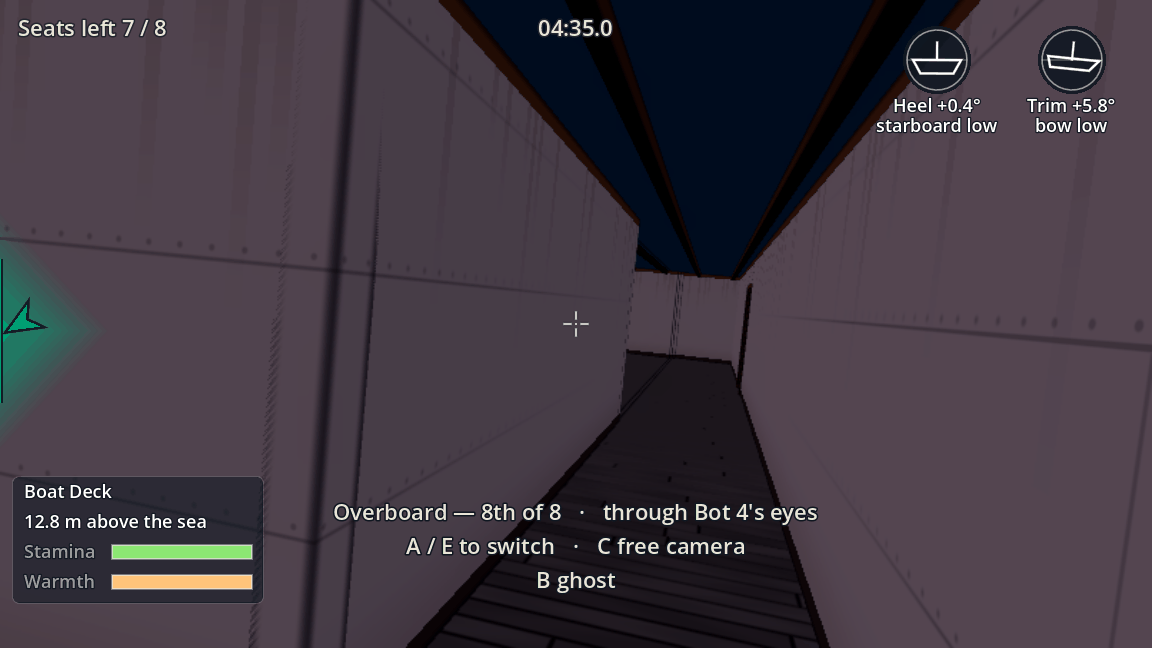 Seats left 7 / 8
04:35.0
Heel +0.4°
starboard low
Trim +5.8°
bow low
Boat Deck
12.8 m above the sea
Stamina
Warmth
Overboard — 8th of 8 · through Bot 4's eyes
A / E to switch · C free camera
B ghost